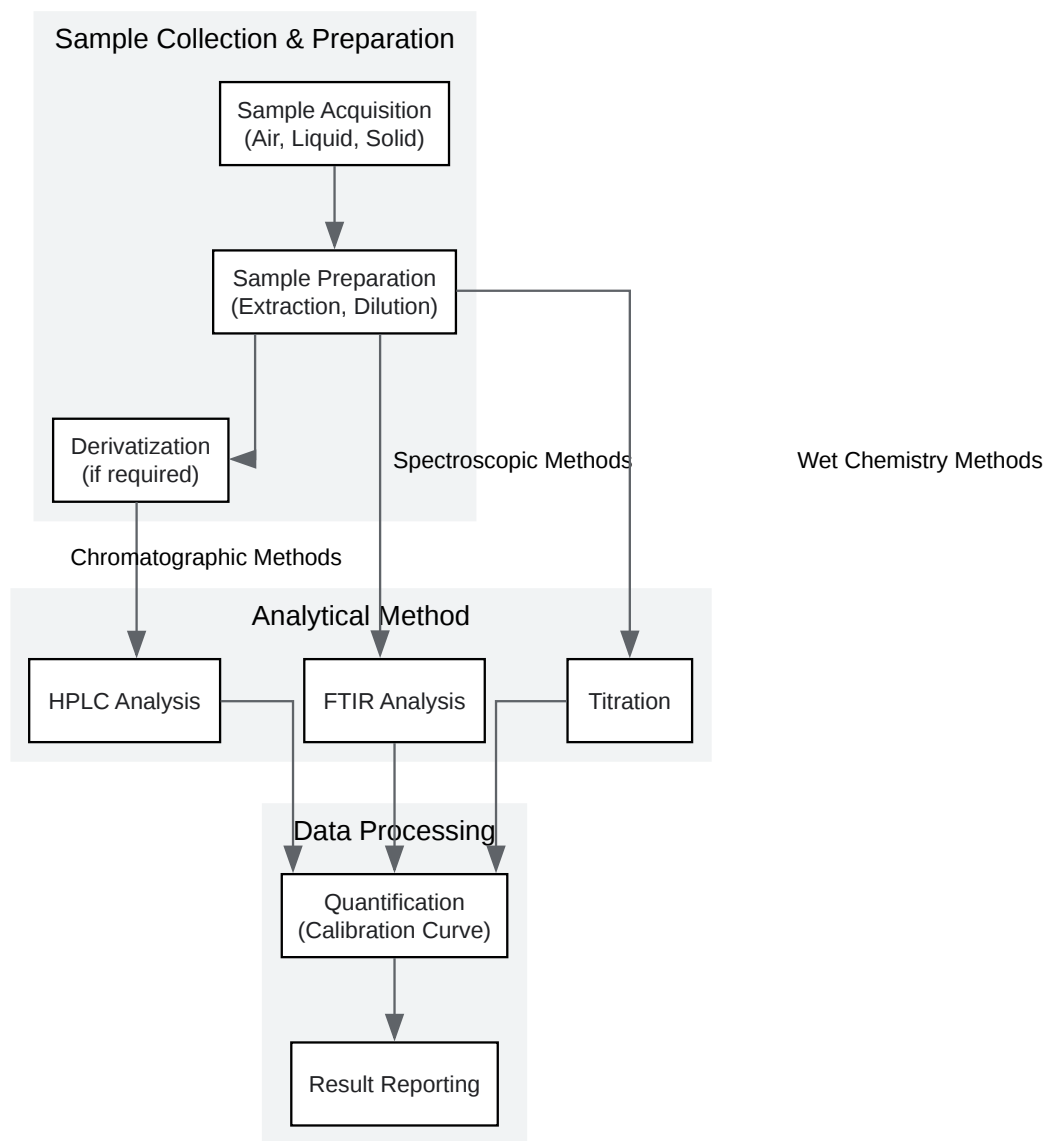 Sample Collection & Preparation
Sample Acquisition
(Air, Liquid, Solid)
Sample Preparation
(Extraction, Dilution)
Derivatization
(if required)
Spectroscopic Methods
Wet Chemistry Methods
Chromatographic Methods
Analytical Method
HPLC Analysis
FTIR Analysis
Titration
Data Processing
Quantification
(Calibration Curve)
Result Reporting